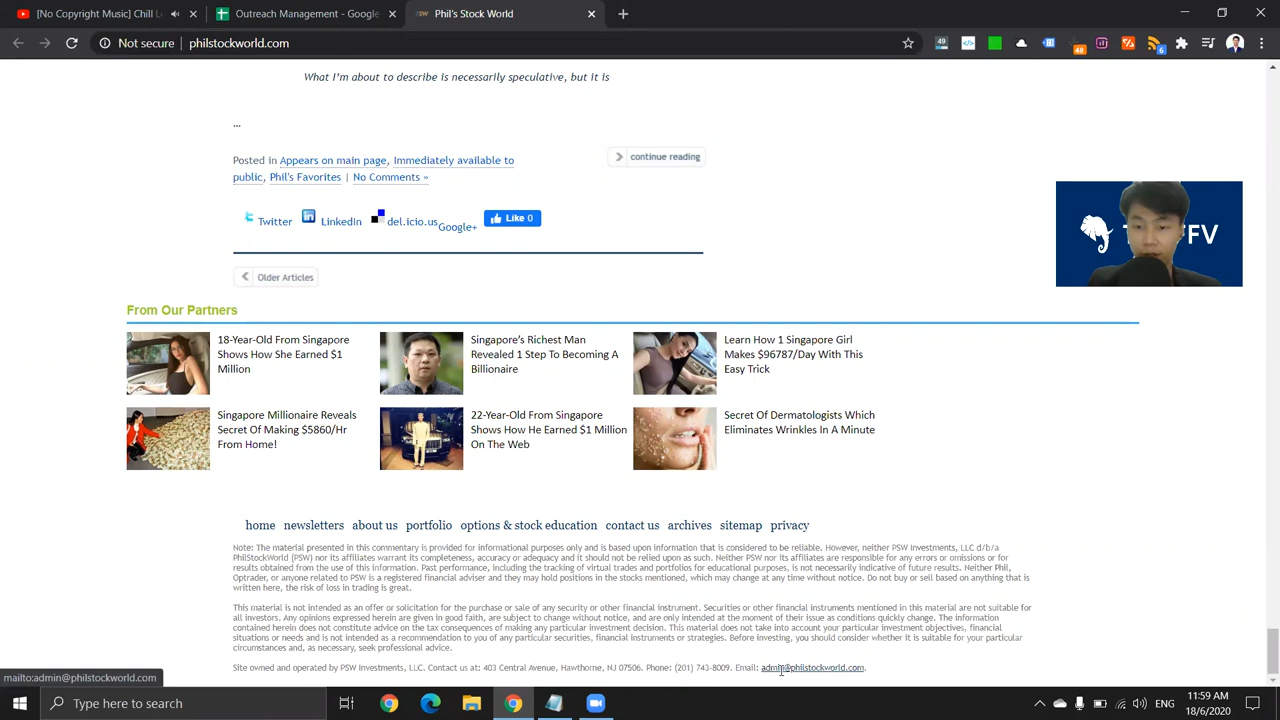 [No Copyright Music] Chill L
Outreach Management - Google
Phil's Stock World
Not secure
philstockworld.com
49
48
6
What I'm about to describe is necessarily speculative, but it is
...
Posted in Appears on main page, Immediately available to
public, Phil's Favorites | No Comments »
continue reading
Twitter
LinkedIn
del.icio.us
Google+
Like 0
Older Articles
From Our Partners
18-Year-Old From Singapore
Shows How She Earned $1
Million
Singapore's Richest Man
Revealed 1 Step To Becoming A
Billionaire
Learn How 1 Singapore Girl
Makes $96787/Day With This
Easy Trick
Singapore Millionaire Reveals
Secret Of Making $5860/Hr
From Home!
22-Year-Old From Singapore
Shows How He Earned $1 Million
On The Web
Secret Of Dermatologists Which
Eliminates Wrinkles In A Minute
home newsletters about us portfolio options & stock education contact us archives sitemap privacy
Note: The material presented in this commentary is provided for informational purposes only and is based upon information that is considered to be reliable. However, neither PSW Investments, LLC d/b/a
PhilStockWorld (PSW) nor its affiliates warrant its completeness, accuracy or adequacy and it should not be relied upon as such. Neither PSW nor its affiliates are responsible for any errors or omissions or for
results obtained from the use of this information. Past performance, including the tracking of virtual trades and portfolios for educational purposes, is not necessarily indicative of future results. Neither Phil,
Optrader, or anyone related to PSW is a registered financial adviser and they may hold positions in the stocks mentioned, which may change at any time without notice. Do not buy or sell based on anything that is
written here, the risk of loss in trading is great.
This material is not intended as an offer or solicitation for the purchase or sale of any security or other financial instrument. Securities or other financial instruments mentioned in this material are not suitable for
all investors. Any opinions expressed herein are given in good faith, are subject to change without notice, and are only intended at the moment of their issue as conditions quickly change. The information
contained herein does not constitute advice on the tax consequences of making any particular investment decision. This material does not take into account your particular investment objectives, financial
situations or needs and is not intended as a recommendation to you of any particular securities, financial instruments or strategies. Before investing, you should consider whether it is suitable for your particular
circumstances and, as necessary, seek professional advice.
Site owned and operated by PSW Investments, LLC. Contact us at: 403 Central Avenue, Hawthorne, NJ 07506. Phone: (201) 743-8009. Email: admin@philstockworld.com.
mailto:admin@philstockworld.com
Type here to search
ENG
11:59 AM
18/6/2020